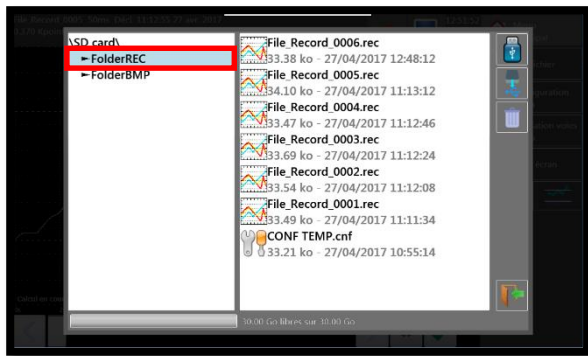 File_Record_0005
\SD card\
►FolderREC
►FolderBMP
File_Record_0006.rec
33.38 ko - 27/04/2017 12:48:12
File_Record_0005.rec
34.10 ko - 27/04/2017 11:13:12
File_Record_0004.rec
33.47 ko - 27/04/2017 11:12:46
File_Record_0003.rec
33.69 ko - 27/04/2017 11:12:24
File_Record_0002.rec
33.54 ko - 27/04/2017 11:12:08
File_Record_0001.rec
33.49 ko - 27/04/2017 11:11:34
CONF TEMP.cnf
33.21 ko - 27/04/2017 10:55:14
30.00 Go libres sur 30.00 Go